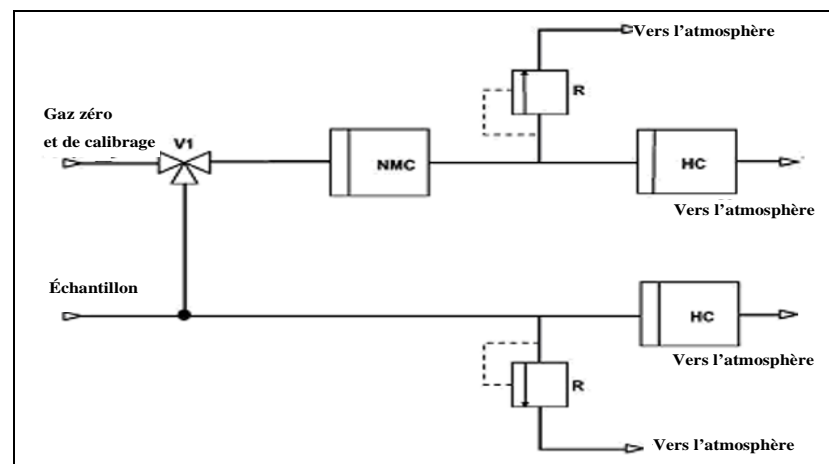 Vers l’atmosphère
R
Gaz zéro
et de calibrage
V1
NMC
HC
Vers l’atmosphère
Échantillon
HC
Vers l’atmosphère
R
Vers l’atmosphère